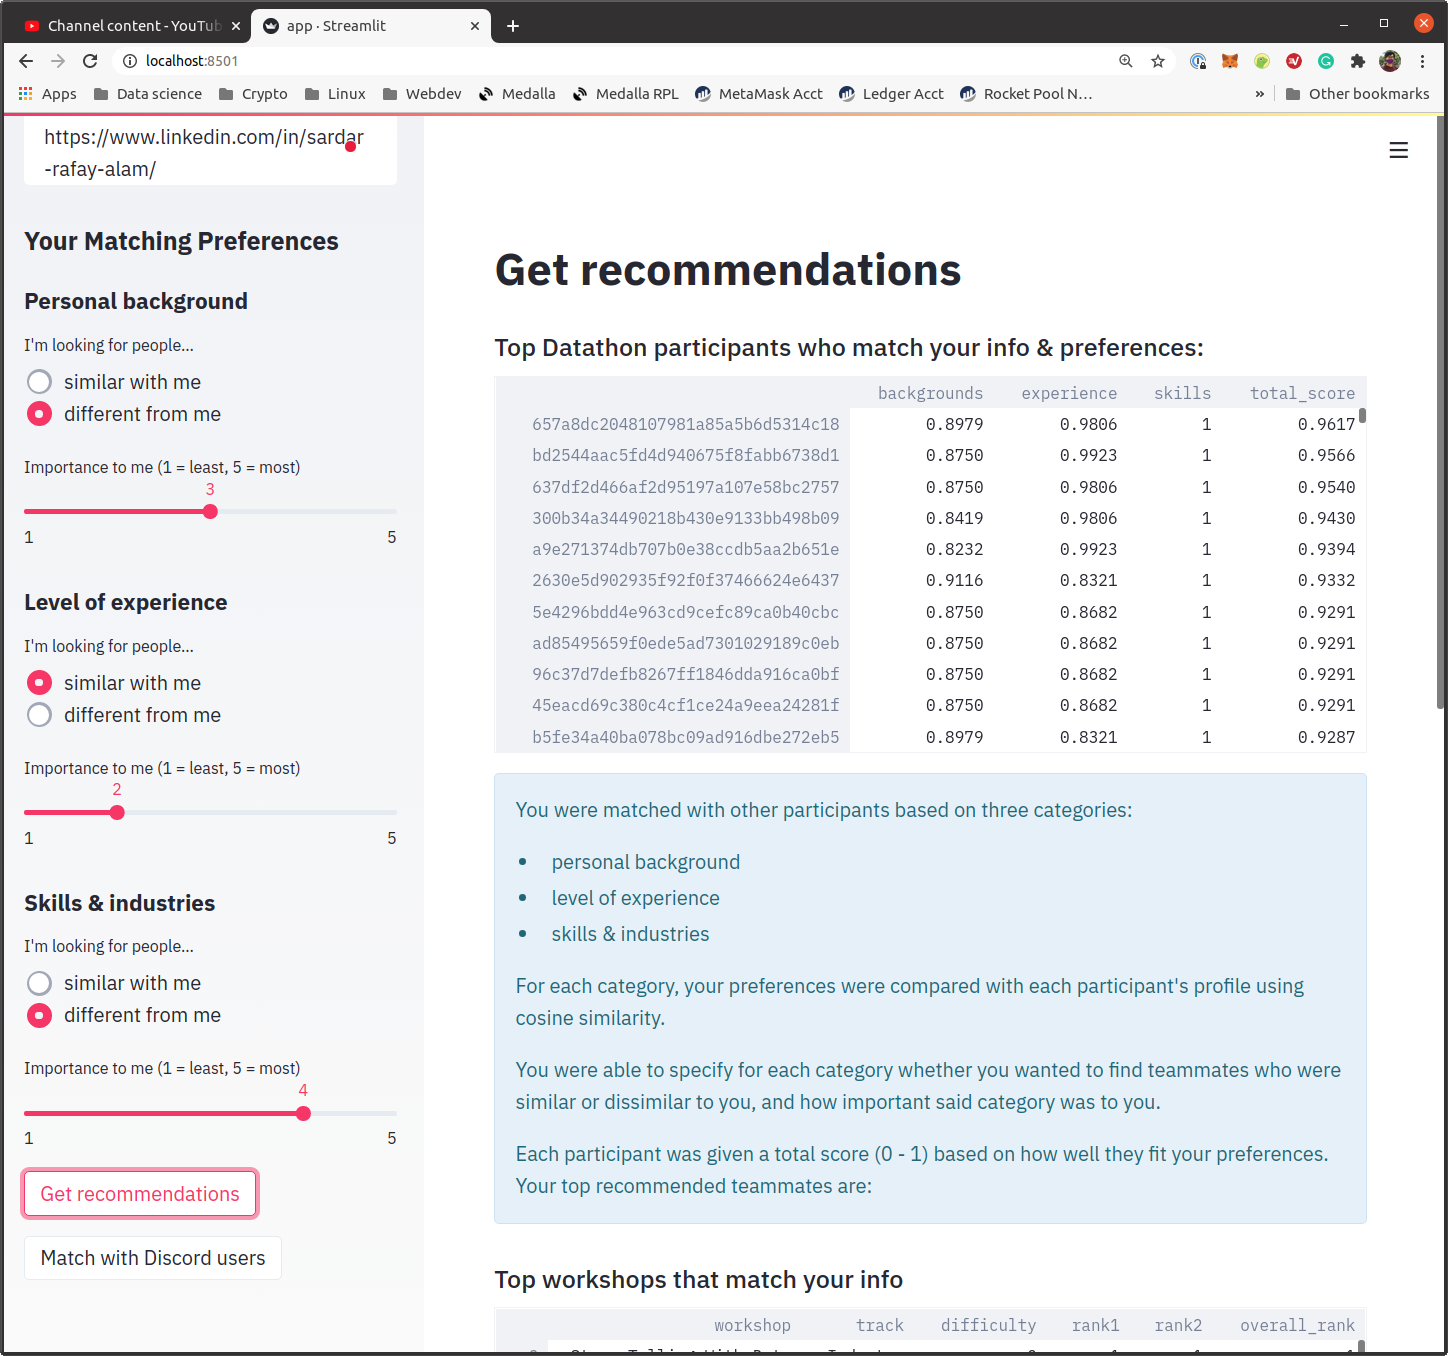 Channel content - YouTub
app · Streamlit
localhost:8501
Apps
Data science
Crypto
Linux
Webdev
Medalla
Medalla RPL
MetaMask Acct
Ledger Acct
Rocket Pool N...
»
Other bookmarks
https://www.linkedin.com/in/sardar
-rafay-alam/
Your Matching Preferences
Personal background
I'm looking for people...
similar with me
different from me
Importance to me (1 = least, 5 = most)
3
1 5
Level of experience
I'm looking for people...
similar with me
different from me
Importance to me (1 = least, 5 = most)
2
1 5
Skills & industries
I'm looking for people...
similar with me
different from me
Importance to me (1 = least, 5 = most)
4
1 5
Get recommendations
Match with Discord users
Get recommendations
Top Datathon participants who match your info & preferences:
backgrounds experience skills total_score
657a8dc2048107981a85a5b6d5314c18 0.8979 0.9806 1 0.9617
bd2544aac5fd4d940675f8fabb6738d1 0.8750 0.9923 1 0.9566
637df2d466af2d95197a107e58bc2757 0.8750 0.9806 1 0.9540
300b34a34490218b430e9133bb498b09 0.8419 0.9806 1 0.9430
a9e271374db707b0e38ccdb5aa2b651e 0.8232 0.9923 1 0.9394
2630e5d902935f92f0f37466624e6437 0.9116 0.8321 1 0.9332
5e4296bdd4e963cd9cefc89ca0b40cbc 0.8750 0.8682 1 0.9291
ad85495659f0ede5ad7301029189c0eb 0.8750 0.8682 1 0.9291
96c37d7defb8267ff1846dda916ca0bf 0.8750 0.8682 1 0.9291
45eacd69c380c4cf1ce24a9eea24281f 0.8750 0.8682 1 0.9291
b5fe34a40ba078bc09ad916dbe272eb5 0.8979 0.8321 1 0.9287
You were matched with other participants based on three categories:
• personal background
• level of experience
• skills & industries
For each category, your preferences were compared with each participant's profile using
cosine similarity.
You were able to specify for each category whether you wanted to find teammates who were
similar or dissimilar to you, and how important said category was to you.
Each participant was given a total score (0 - 1) based on how well they fit your preferences.
Your top recommended teammates are:
Top workshops that match your info
workshop track difficulty rank1 rank2 overall_rank